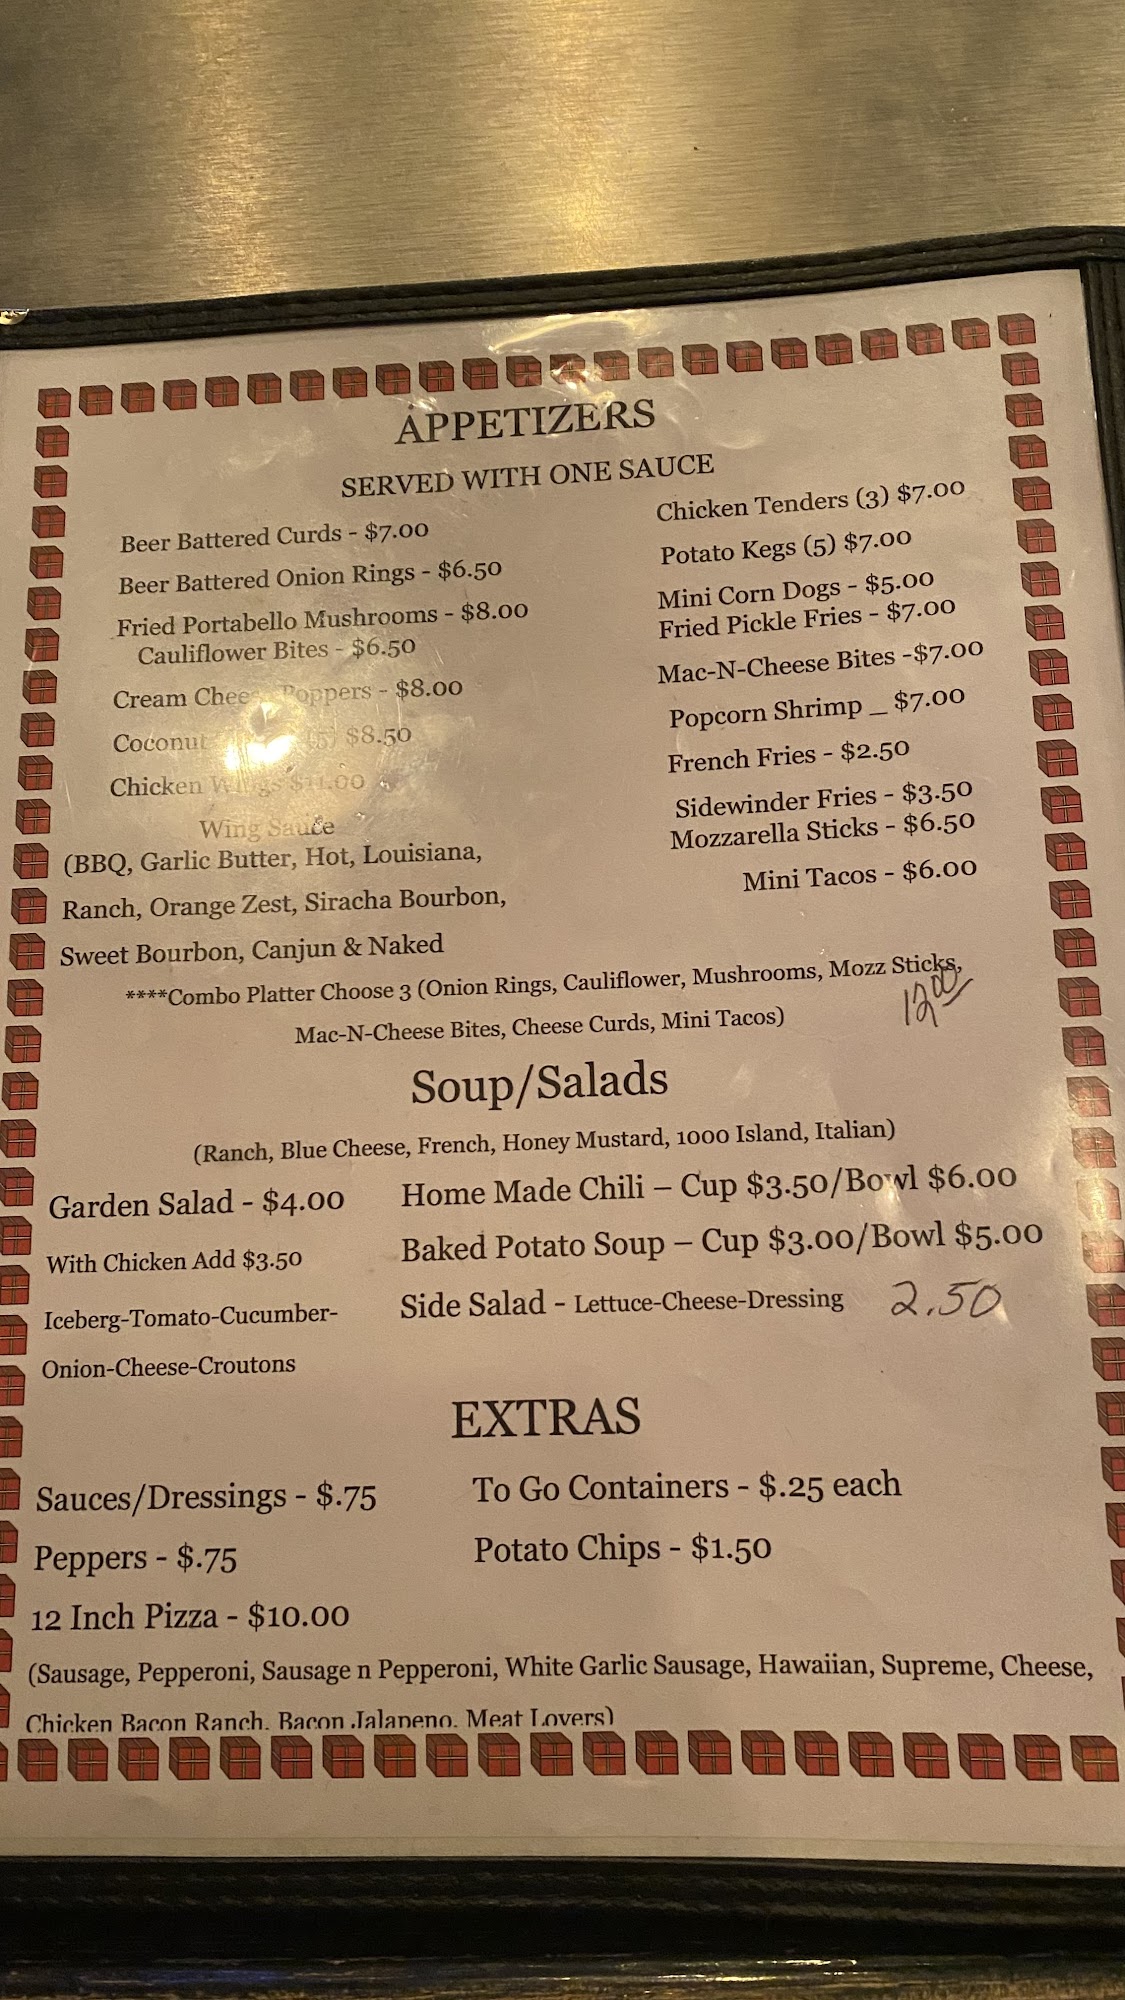 APPETIZERS
SERVED WITH ONE SAUCE
Beer Battered Curds - $7.00
Beer Battered Onion Rings - $6.50
Fried Portabello Mushrooms - $8.00
Cauliflower Bites - $6.50
Cream Cheese Poppers - $8.00
Coconut (5) $8.50
Chicken Wings $11.00
Wing Sauce
(BBQ, Garlic Butter, Hot, Louisiana,
Ranch, Orange Zest, Siracha Bourbon,
Sweet Bourbon, Canjun & Naked
Chicken Tenders (3) $7.00
Potato Kegs (5) $7.00
Mini Corn Dogs - $5.00
Fried Pickle Fries - $7.00
Mac-N-Cheese Bites -$7.00
Popcorn Shrimp _ $7.00
French Fries - $2.50
Sidewinder Fries - $3.50
Mozzarella Sticks - $6.50
Mini Tacos - $6.00
****Combo Platter Choose 3 (Onion Rings, Cauliflower, Mushrooms, Mozz Sticks,
Mac-N-Cheese Bites, Cheese Curds, Mini Tacos) 12.00
Soup/Salads
(Ranch, Blue Cheese, French, Honey Mustard, 1000 Island, Italian)
Garden Salad - $4.00
With Chicken Add $3.50
Iceberg-Tomato-Cucumber-
Onion-Cheese-Croutons
Home Made Chili – Cup $3.50/Bowl $6.00
Baked Potato Soup – Cup $3.00/Bowl $5.00
Side Salad - Lettuce-Cheese-Dressing 2.50
EXTRAS
Sauces/Dressings - $.75
Peppers - $.75
12 Inch Pizza - $10.00
To Go Containers - $.25 each
Potato Chips - $1.50
(Sausage, Pepperoni, Sausage n Pepperoni, White Garlic Sausage, Hawaiian, Supreme, Cheese,
Chicken Bacon Ranch, Bacon Jalapeno, Meat Lovers)